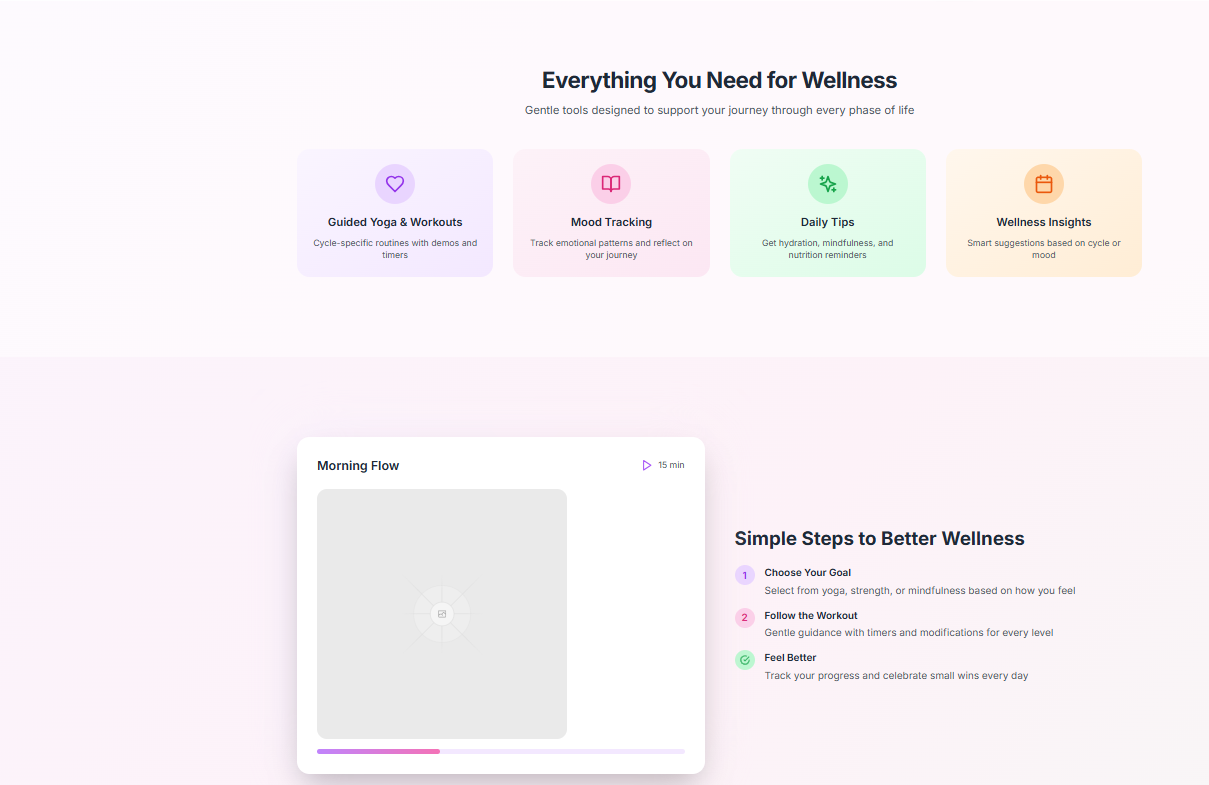 Everything You Need for Wellness
Gentle tools designed to support your journey through every phase of life
Guided Yoga & Workouts
Cycle-specific routines with demos and
timers
Mood Tracking
Track emotional patterns and reflect on
your journey
Daily Tips
Get hydration, mindfulness, and
nutrition reminders
Wellness Insights
Smart suggestions based on cycle or
mood
Morning Flow
15 min
Simple Steps to Better Wellness
1
Choose Your Goal
Select from yoga, strength, or mindfulness based on how you feel
2
Follow the Workout
Gentle guidance with timers and modifications for every level
Feel Better
Track your progress and celebrate small wins every day